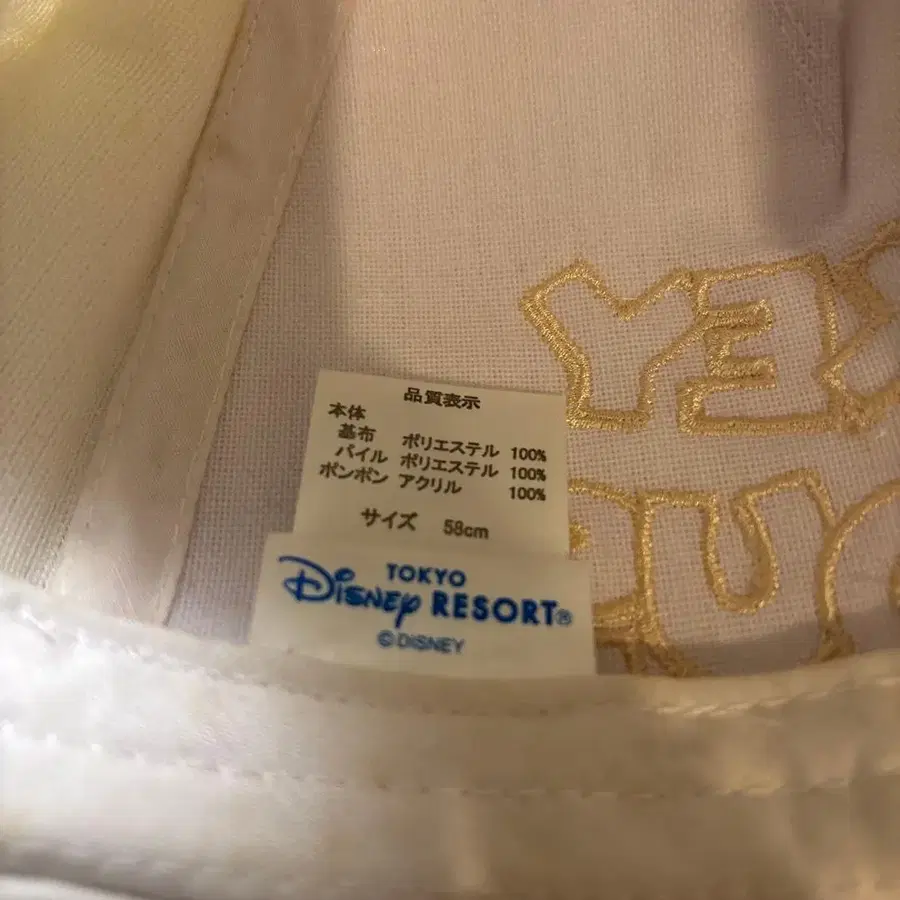 品質表示
本体
基布 ポリエステル 100%
パイル ポリエステル 100%
ポンポン アクリル 100%
サイズ 58cm
TOKYO
Disney RESORT®
©DISNEY